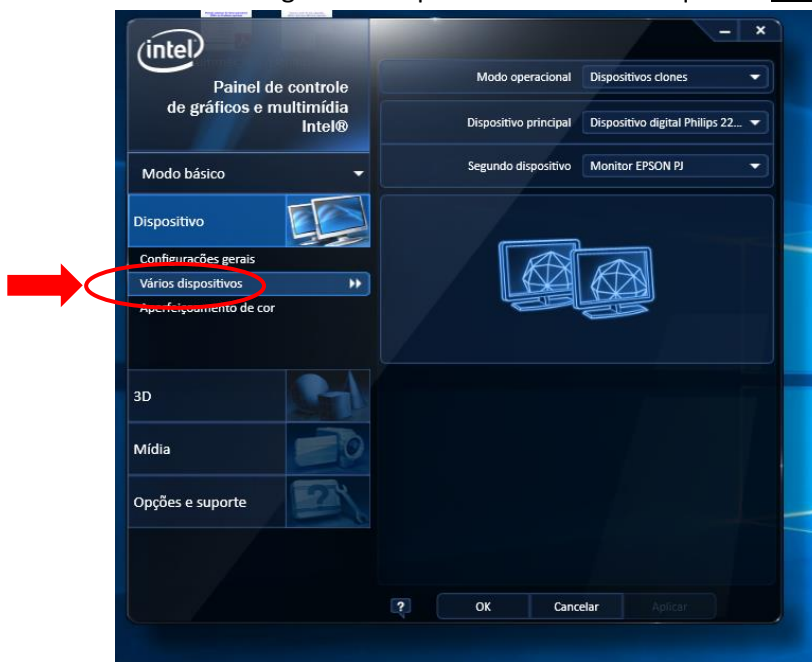 intel
Painel de controle
de gráficos e multimídia
Intel®
Modo básico
Dispositivo
Configurações gerais
Vários dispositivos
Aperfeiçoamento de cor
3D
Mídia
Opções e suporte
Modo operacional Dispositivos clones
Dispositivo principal Dispositivo digital Philips 22...
Segundo dispositivo Monitor EPSON PJ
? OK Cancelar Aplicar